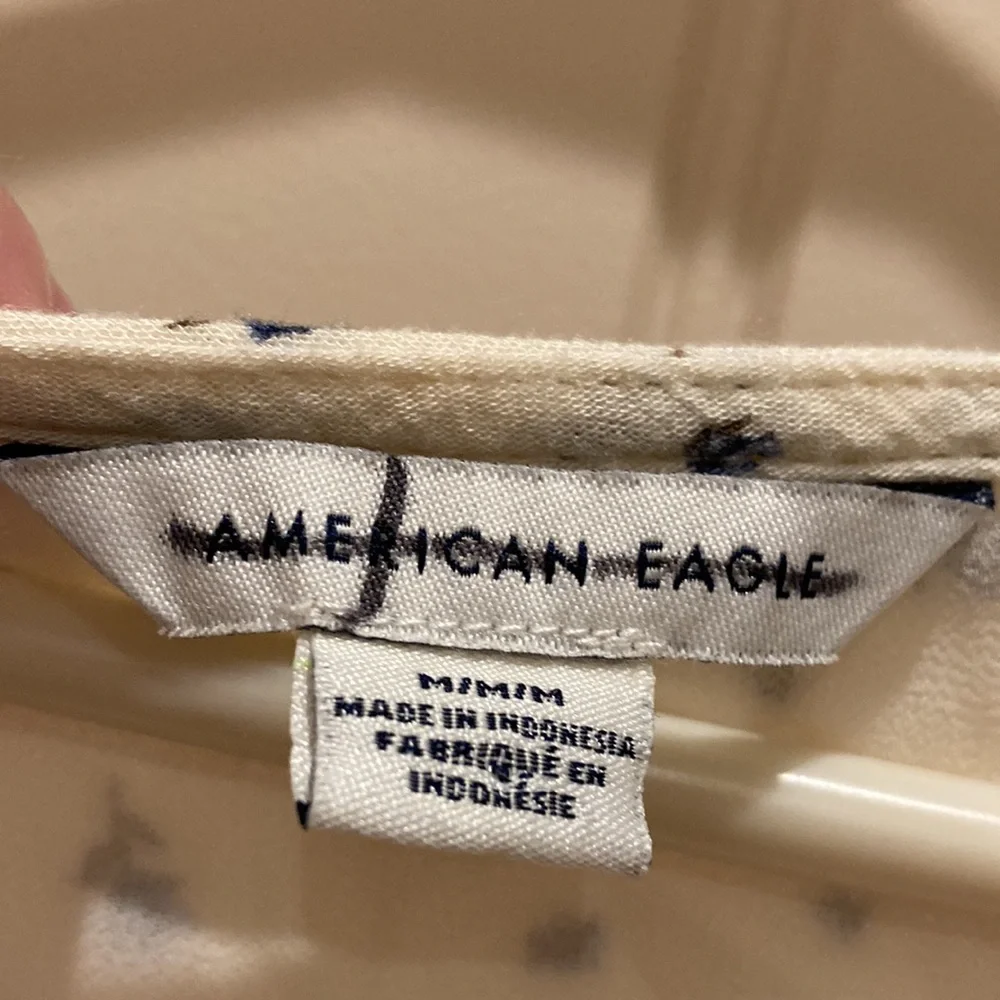 AMERICAN EAGLE
M/M/M
MADE IN INDONESIA
FABRIQUÉ EN
INDONÉSIE